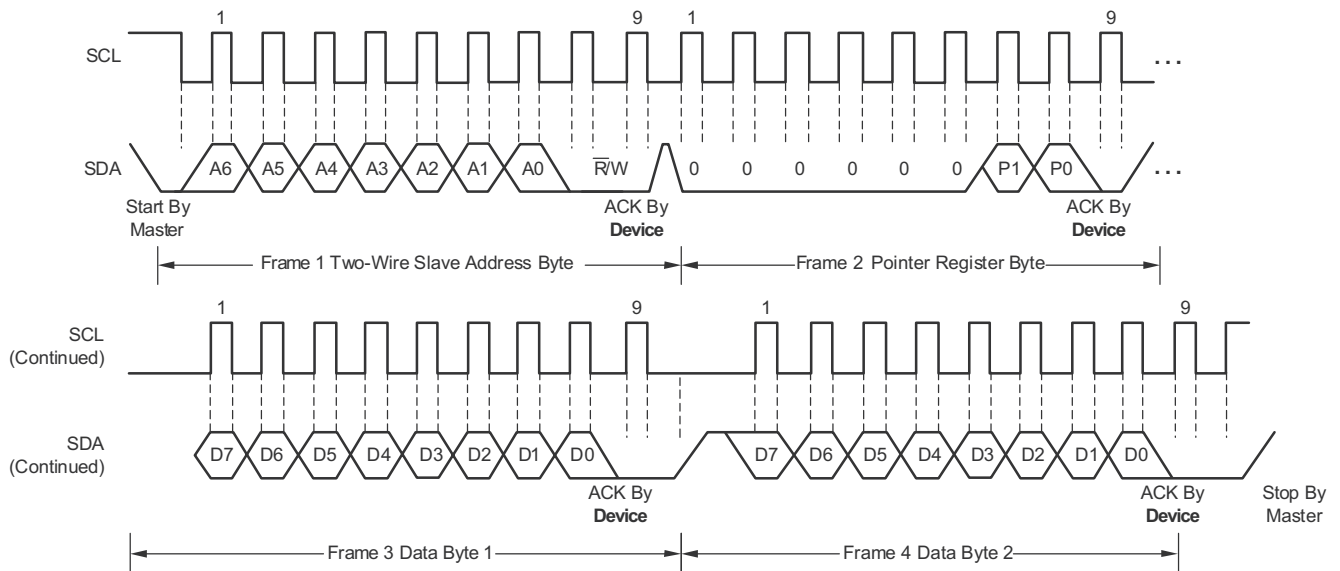 1 9 1 9
SCL ...
SDA A6 A5 A4 A3 A2 A1 A0 R̅/W 0 0 0 0 0 0 P1 P0 ...
Start By Master
ACK By Device
ACK By Device
Frame 1 Two-Wire Slave Address Byte
Frame 2 Pointer Register Byte
1 9 1 9
SCL
(Continued)
SDA
(Continued)
D7 D6 D5 D4 D3 D2 D1 D0 D7 D6 D5 D4 D3 D2 D1 D0
ACK By Device
ACK By Device
Stop By Master
Frame 3 Data Byte 1
Frame 4 Data Byte 2